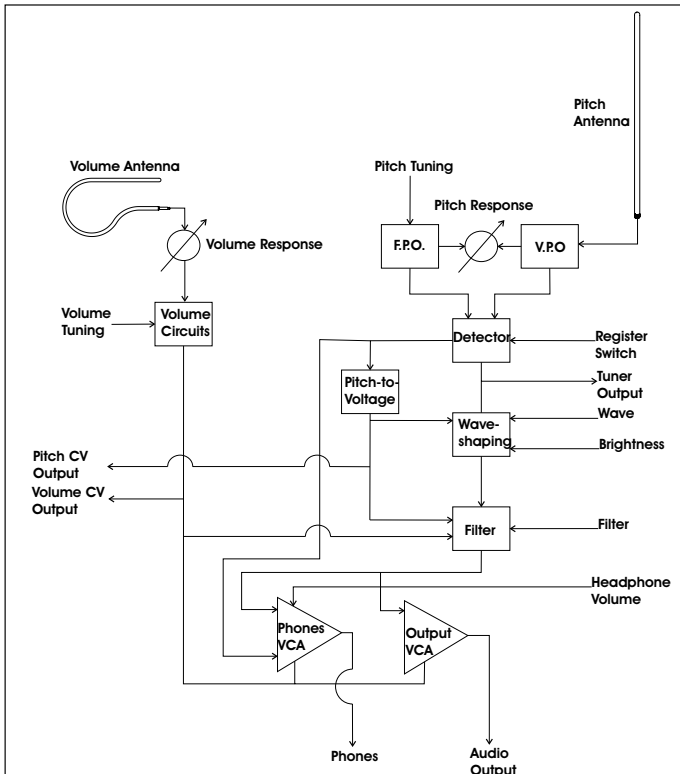 Pitch
Antenna
Volume Antenna
Pitch Tuning
Pitch Response
Volume Response
F.P.O.
V.P.O
Volume
Tuning
Volume
Circuits
Detector
Register
Switch
Pitch-to-
Voltage
Tuner
Output
Wave-
shaping
Wave
Brightness
Pitch CV
Output
Volume CV
Output
Filter
Filter
Headphone
Volume
Phones
VCA
Output
VCA
Phones
Audio
Output